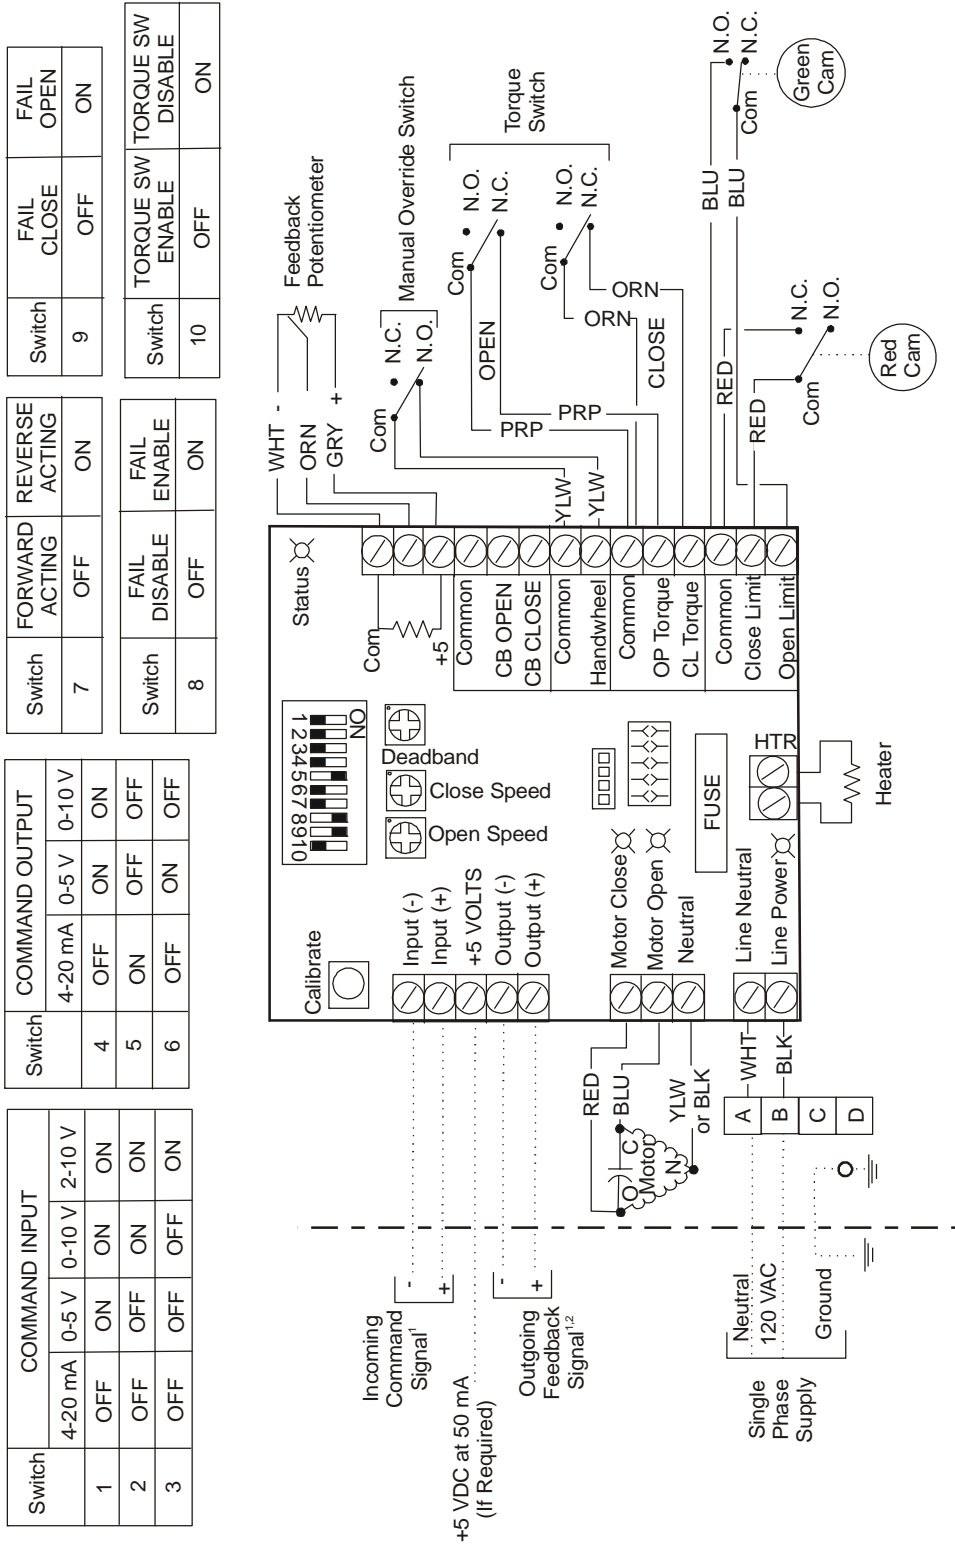 Switch COMMAND INPUT
4-20 mA 0-5 V 0-10 V 2-10 V
1 OFF ON ON ON
2 OFF OFF ON ON
3 OFF OFF OFF ON
Switch COMMAND OUTPUT
4-20 mA 0-5 V 0-10 V
4 OFF ON ON
5 ON OFF OFF
6 OFF ON OFF
Switch FORWARD ACTING REVERSE ACTING
7 OFF ON
Switch FAIL DISABLE FAIL ENABLE
8 OFF ON
Switch FAIL CLOSE FAIL OPEN
9 OFF ON
Switch TORQUE SW ENABLE TORQUE SW DISABLE
10 OFF ON
Incoming
Command
Signal¹
-
+
+5 VDC at 50 mA
(If Required)
Outgoing
Feedback
Signal¹,²
-
+
Single
Phase
Supply
Neutral
120 VAC
Ground
RED
BLU
YLW
or BLK
O
C
Motor
N
WHT
BLK
A
B
C
D
Calibrate
Input (-)
Input (+)
+5 VOLTS
Output (-)
Output (+)
Motor Close
Motor Open
Neutral
Line Neutral
Line Power
1 2 3 4 5 6 7 8 9 10
ON
Deadband
Close Speed
Open Speed
FUSE
HTR
Heater
Status
Com
+5
Common
CB OPEN
CB CLOSE
Common
Handwheel
Common
OP Torque
CL Torque
Common
Close Limit
Open Limit
WHT -
ORN
GRY +
Feedback
Potentiometer
Manual Override Switch
Com
N.C.
N.O.
YLW
YLW
Torque
Switch
OPEN
Com
N.O.
N.C.
PRP
PRP
CLOSE
Com
N.O.
N.C.
ORN
ORN
RED
RED
Com
N.C.
N.O.
Red
Cam
BLU
BLU
Com
N.O.
N.C.
Green
Cam